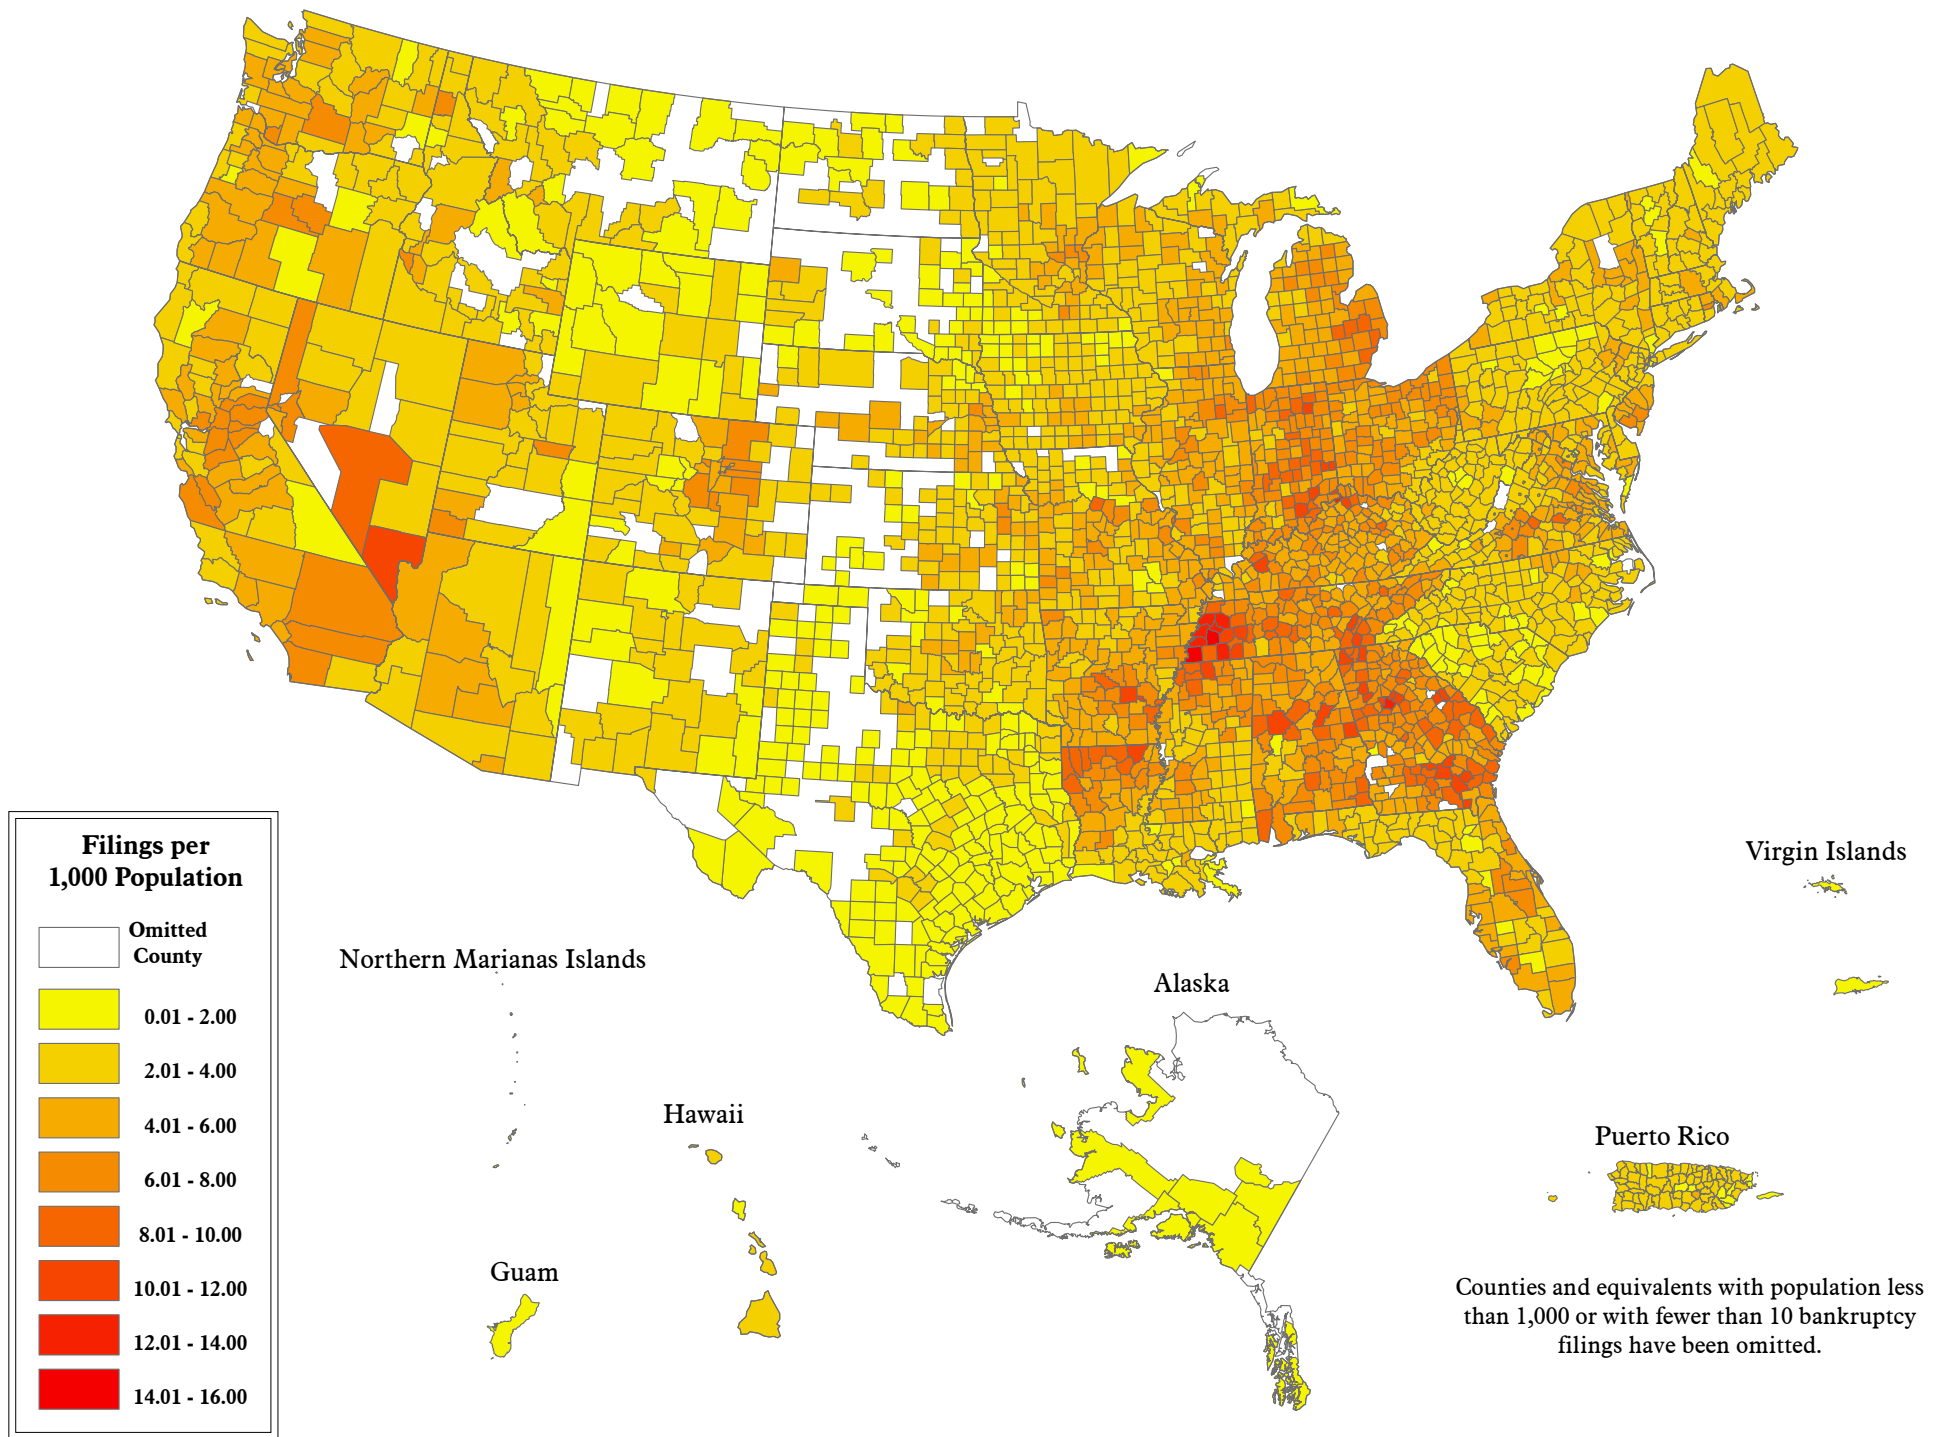 Filings per
1,000 Population
Omitted
County
0.01 - 2.00
2.01 - 4.00
4.01 - 6.00
6.01 - 8.00
8.01 - 10.00
10.01 - 12.00
12.01 - 14.00
14.01 - 16.00
Northern Marianas Islands
Guam
Hawaii
Alaska
Virgin Islands
Puerto Rico
Counties and equivalents with population less
than 1,000 or with fewer than 10 bankruptcy
filings have been omitted.